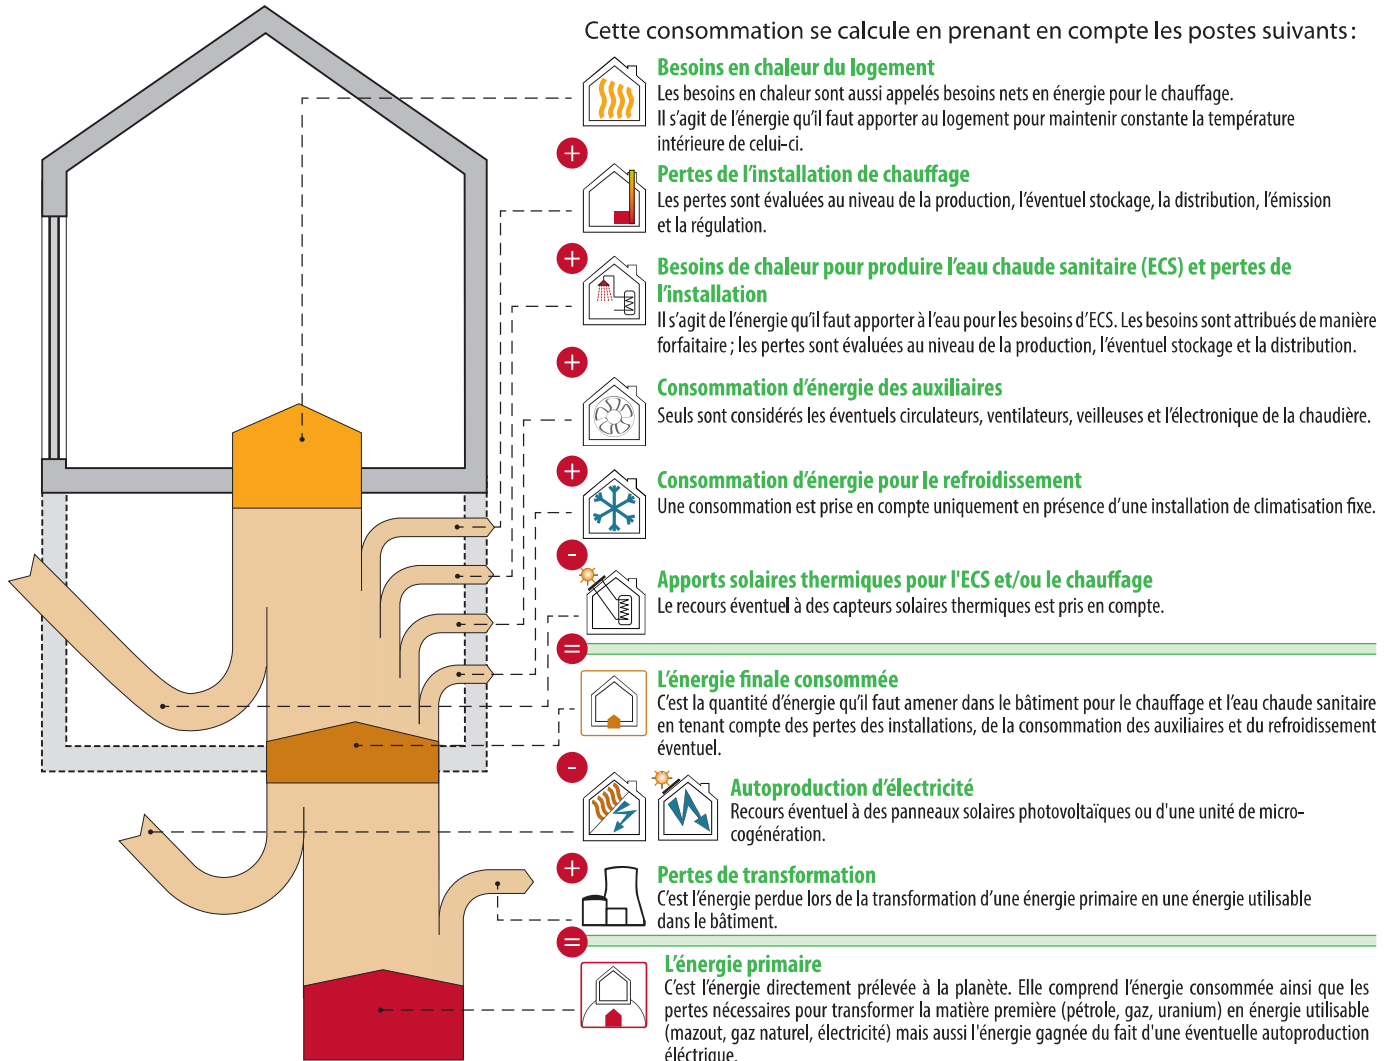 Cette consommation se calcule en prenant en compte les postes suivants :
Besoins en chaleur du logement
Les besoins en chaleur sont aussi appelés besoins nets en énergie pour le chauffage.
Il s'agit de l'énergie qu'il faut apporter au logement pour maintenir constante la température
intérieure de celui-ci.
+
Pertes de l'installation de chauffage
Les pertes sont évaluées au niveau de la production, l'éventuel stockage, la distribution, l'émission
et la régulation.
+
Besoins de chaleur pour produire l'eau chaude sanitaire (ECS) et pertes de
l'installation
Il s'agit de l'énergie qu'il faut apporter à l'eau pour les besoins d'ECS. Les besoins sont attribués de manière
forfaitaire ; les pertes sont évaluées au niveau de la production, l'éventuel stockage et la distribution.
+
Consommation d'énergie des auxiliaires
Seuls sont considérés les éventuels circulateurs, ventilateurs, veilleuses et l'électronique de la chaudière.
+
Consommation d'énergie pour le refroidissement
Une consommation est prise en compte uniquement en présence d'une installation de climatisation fixe.
-
Apports solaires thermiques pour l'ECS et/ou le chauffage
Le recours éventuel à des capteurs solaires thermiques est pris en compte.
=
L'énergie finale consommée
C'est la quantité d'énergie qu'il faut amener dans le bâtiment pour le chauffage et l'eau chaude sanitaire
en tenant compte des pertes des installations, de la consommation des auxiliaires et du refroidissement
éventuel.
-
Autoproduction d'électricité
Recours éventuel à des panneaux solaires photovoltaïques ou d'une unité de micro-
cogénération.
+
Pertes de transformation
C'est l'énergie perdue lors de la transformation d'une énergie primaire en une énergie utilisable
dans le bâtiment.
=
L'énergie primaire
C'est l'énergie directement prélevée à la planète. Elle comprend l'énergie consommée ainsi que les
pertes nécessaires pour transformer la matière première (pétrole, gaz, uranium) en énergie utilisable
(mazout, gaz naturel, électricité) mais aussi l'énergie gagnée du fait d'une éventuelle autoproduction
éléctrique.